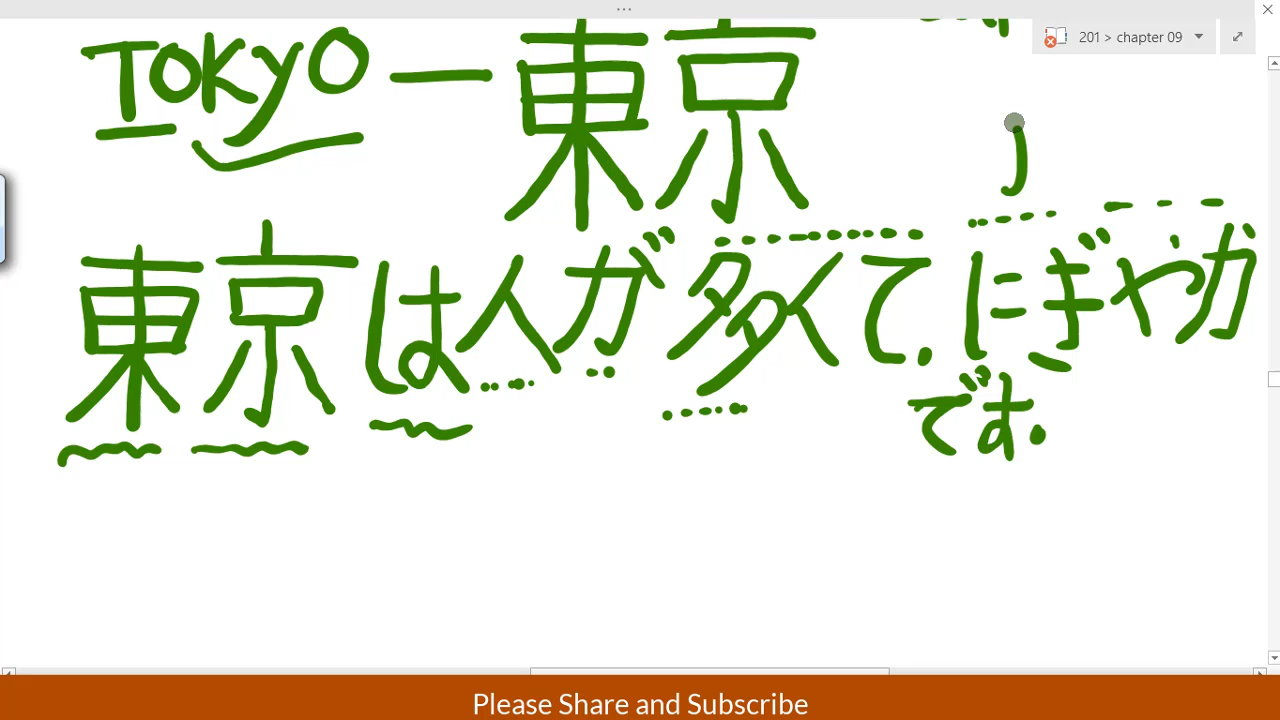 201 > chapter 09
TOKYO — 東京
東京は人が多くて.にぎやか
です.
Please Share and Subscribe